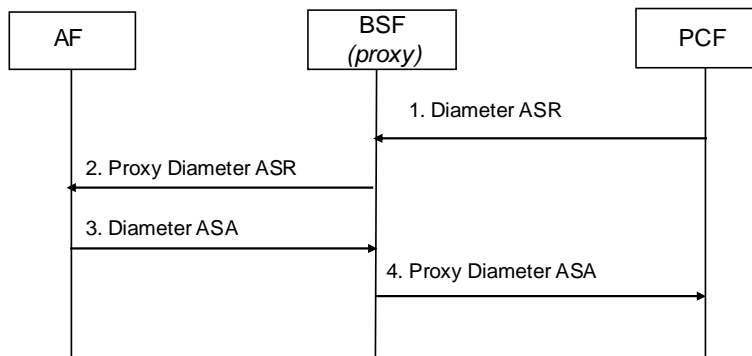 AF
BSF
(proxy)
PCF
1. Diameter ASR
2. Proxy Diameter ASR
3. Diameter ASA
4. Proxy Diameter ASA